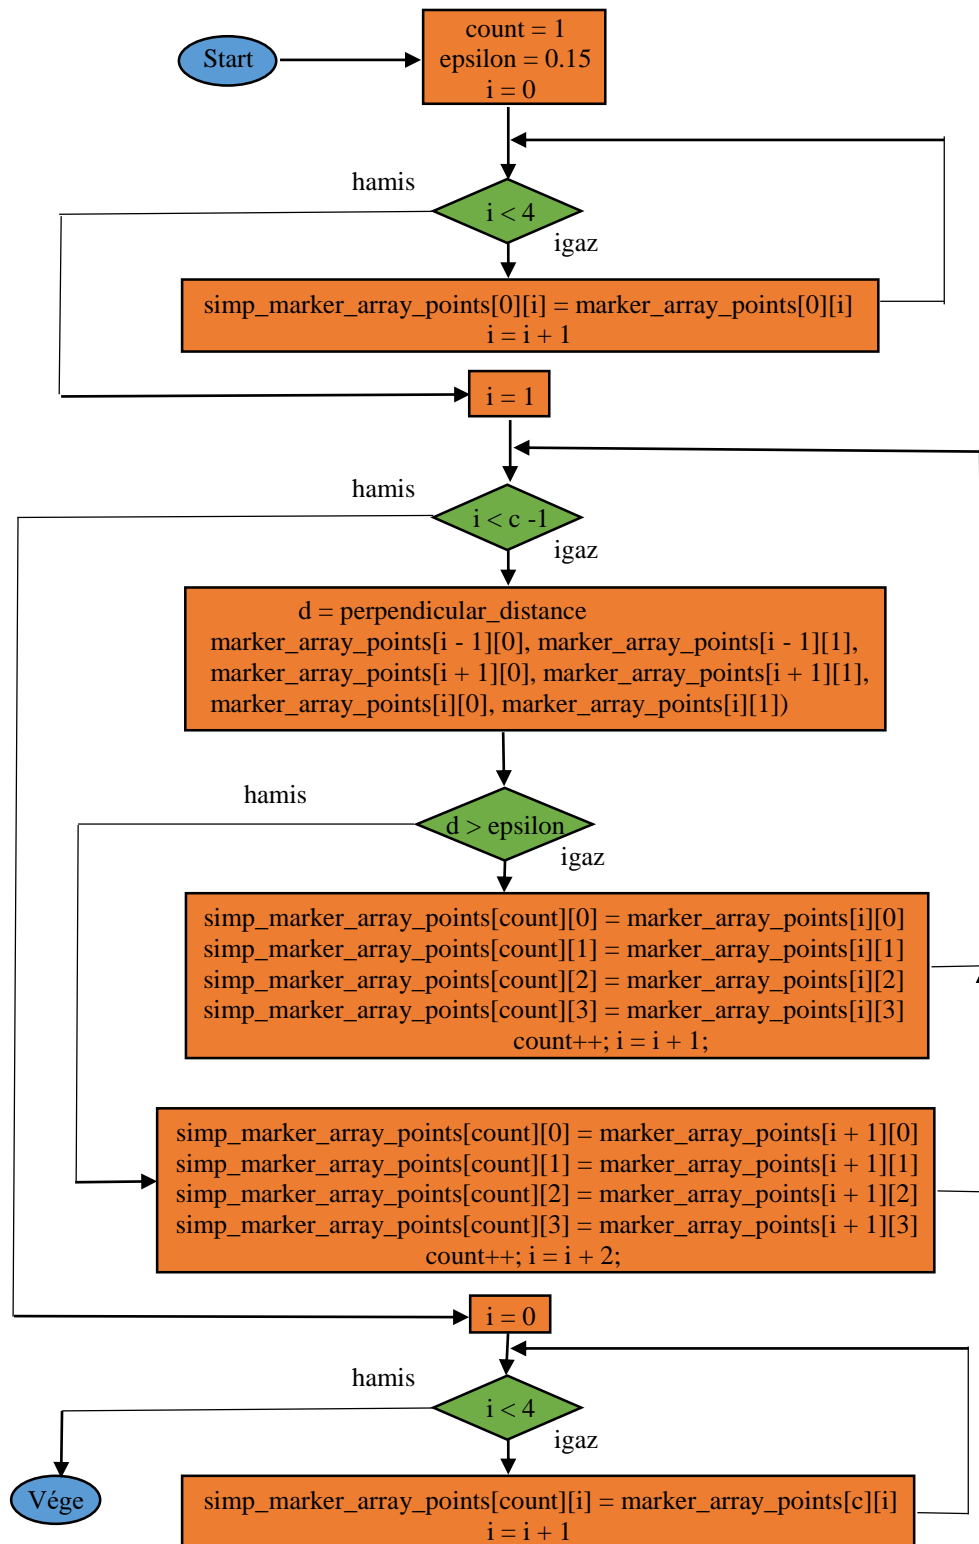 Start
count = 1
epsilon = 0.15
i = 0
hamis
i < 4
igaz
simp_marker_array_points[0][i] = marker_array_points[0][i]
i = i + 1
i = 1
hamis
i < c -1
igaz
d = perpendicular_distance
marker_array_points[i - 1][0], marker_array_points[i - 1][1],
marker_array_points[i + 1][0], marker_array_points[i + 1][1],
marker_array_points[i][0], marker_array_points[i][1])
hamis
d > epsilon
igaz
simp_marker_array_points[count][0] = marker_array_points[i][0]
simp_marker_array_points[count][1] = marker_array_points[i][1]
simp_marker_array_points[count][2] = marker_array_points[i][2]
simp_marker_array_points[count][3] = marker_array_points[i][3]
count++; i = i + 1;
simp_marker_array_points[count][0] = marker_array_points[i + 1][0]
simp_marker_array_points[count][1] = marker_array_points[i + 1][1]
simp_marker_array_points[count][2] = marker_array_points[i + 1][2]
simp_marker_array_points[count][3] = marker_array_points[i + 1][3]
count++; i = i + 2;
i = 0
hamis
i < 4
igaz
Vége
simp_marker_array_points[count][i] = marker_array_points[c][i]
i = i + 1